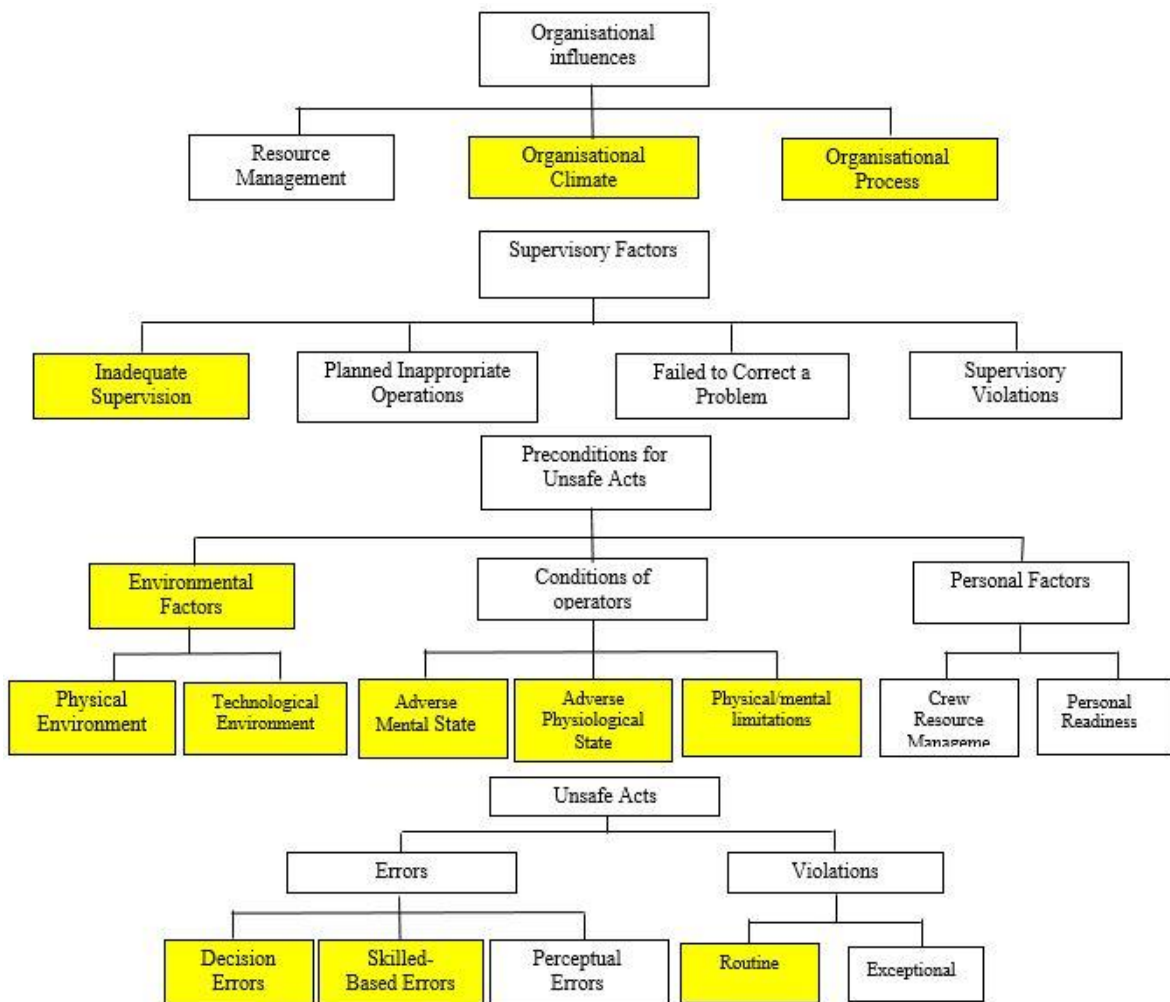 Organisational
influences
Resource
Management
Organisational
Climate
Organisational
Process
Supervisory Factors
Inadequate
Supervision
Planned Inappropriate
Operations
Failed to Correct a
Problem
Supervisory
Violations
Preconditions for
Unsafe Acts
Environmental
Factors
Conditions of
operators
Personal Factors
Physical
Environment
Technological
Environment
Adverse
Mental State
Adverse
Physiological
State
Physical/mental
limitations
Crew
Resource
Manageme
Personal
Readiness
Unsafe Acts
Errors
Violations
Decision
Errors
Skilled-
Based Errors
Perceptual
Errors
Routine
Exceptional